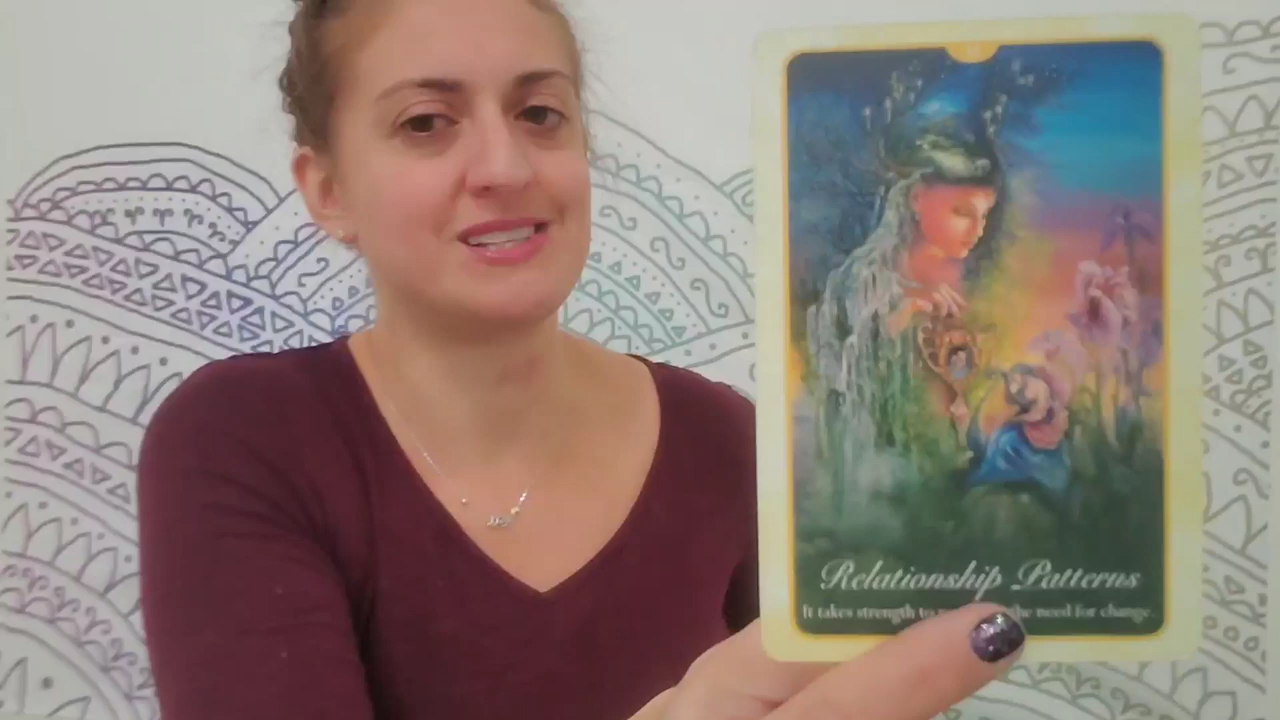 Relationship Patterns
It takes strength to the need for change.